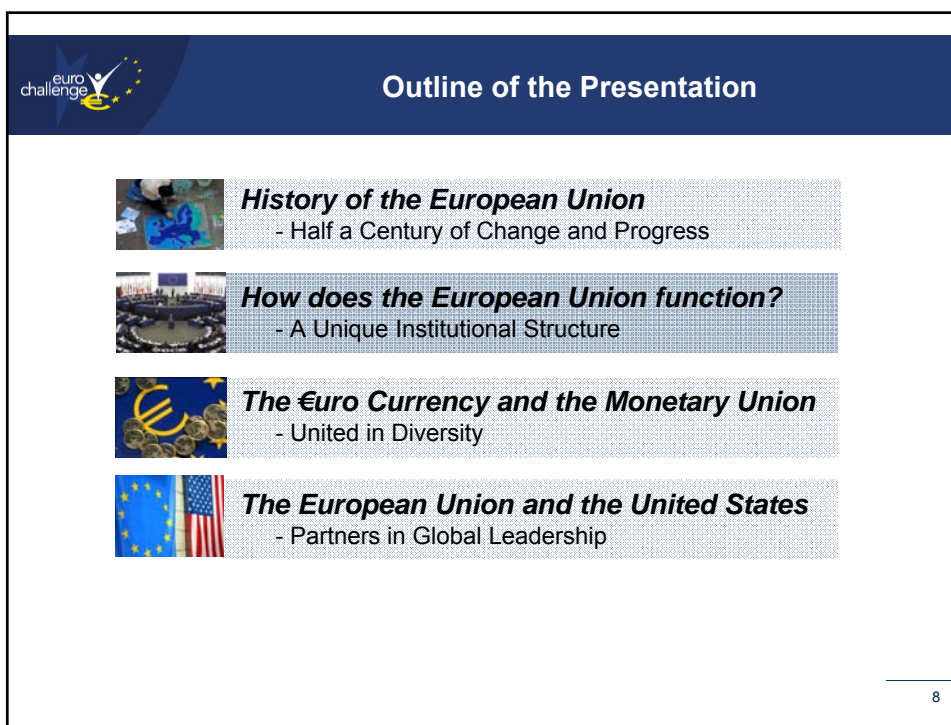 euro
challenge
Outline of the Presentation
History of the European Union
- Half a Century of Change and Progress
How does the European Union function?
- A Unique Institutional Structure
The €uro Currency and the Monetary Union
- United in Diversity
The European Union and the United States
- Partners in Global Leadership
8